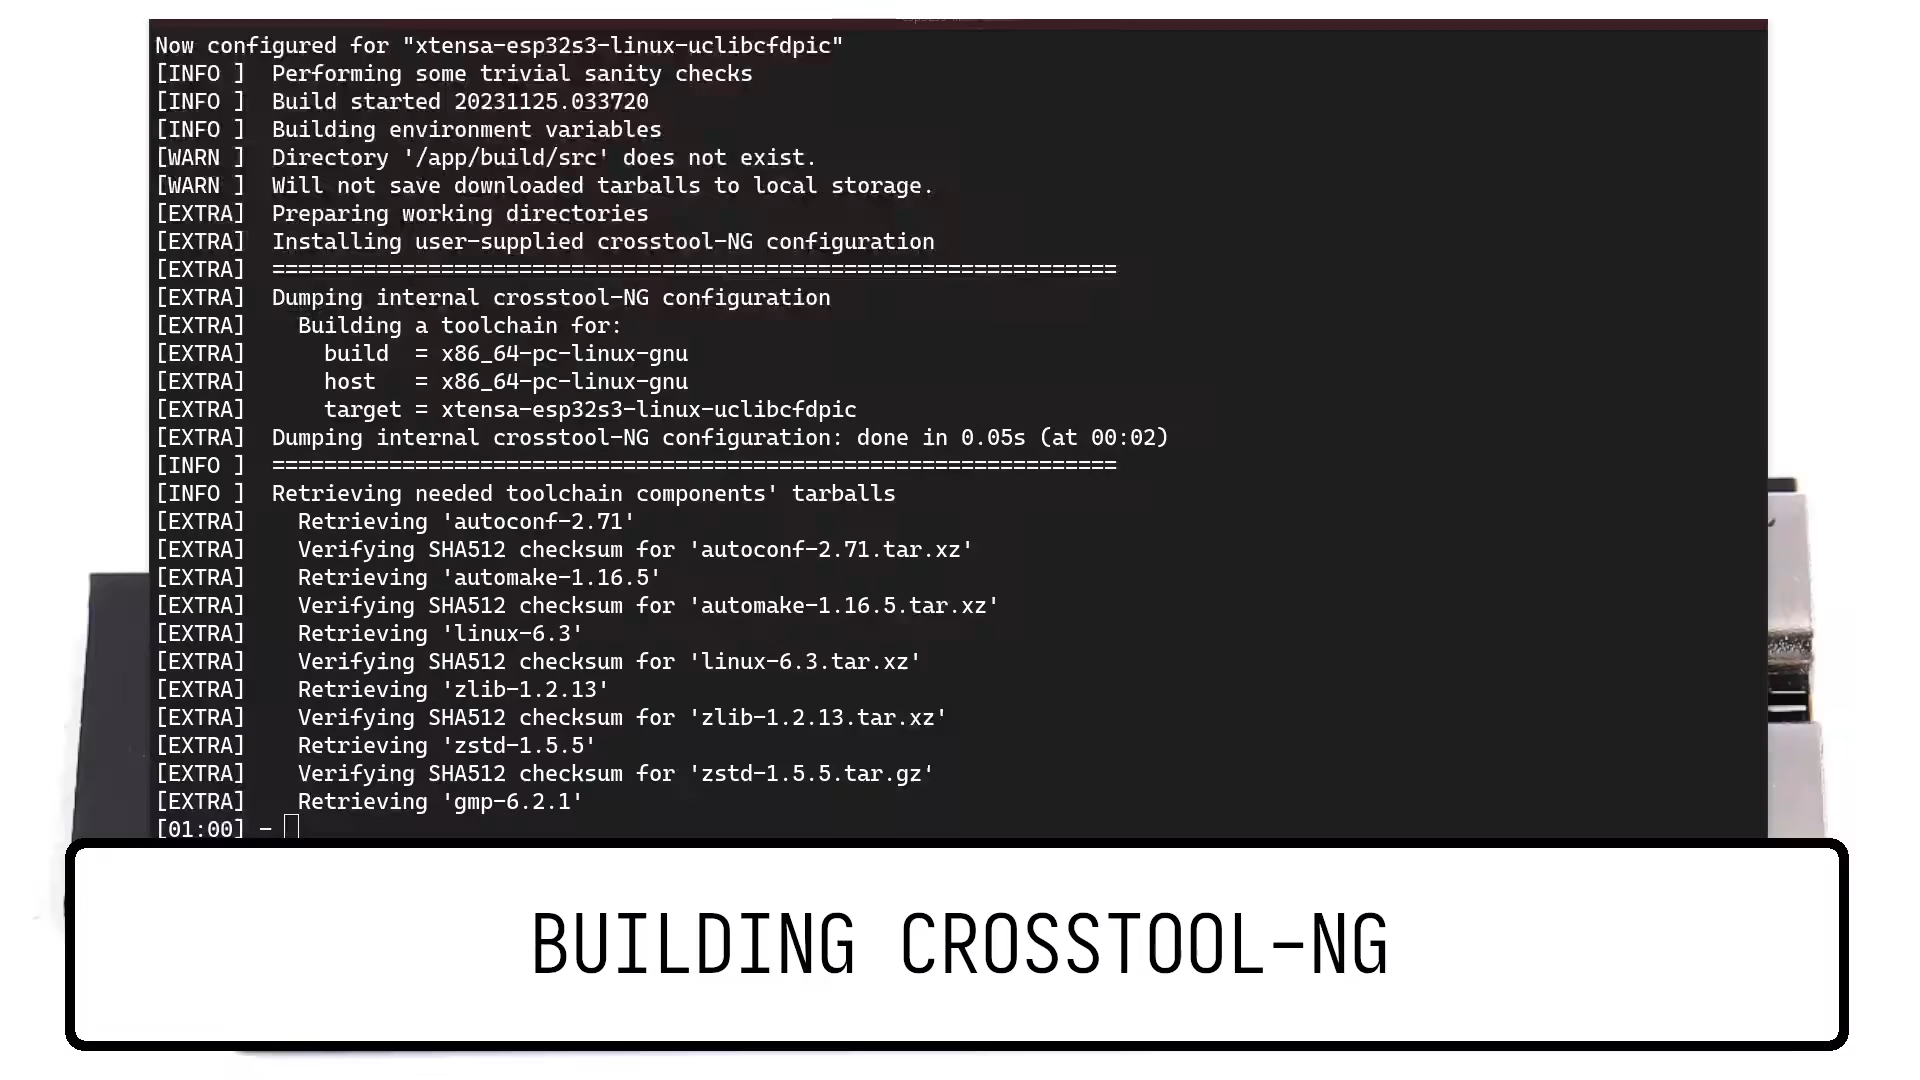 Now configured for "xtensa-esp32s3-linux-uclibcfdpic"
[INFO ]  Performing some trivial sanity checks
[INFO ]  Build started 20231125.033720
[INFO ]  Building environment variables
[WARN ]  Directory '/app/build/src' does not exist.
[WARN ]  Will not save downloaded tarballs to local storage.
[EXTRA]  Preparing working directories
[EXTRA]  Installing user-supplied crosstool-NG configuration
[EXTRA]  =================================================================
[EXTRA]  Dumping internal crosstool-NG configuration
[EXTRA]    Building a toolchain for:
[EXTRA]      build  = x86_64-pc-linux-gnu
[EXTRA]      host   = x86_64-pc-linux-gnu
[EXTRA]      target = xtensa-esp32s3-linux-uclibcfdpic
[EXTRA]  Dumping internal crosstool-NG configuration: done in 0.05s (at 00:02)
[INFO ]  =================================================================
[INFO ]  Retrieving needed toolchain components' tarballs
[EXTRA]    Retrieving 'autoconf-2.71'
[EXTRA]    Verifying SHA512 checksum for 'autoconf-2.71.tar.xz'
[EXTRA]    Retrieving 'automake-1.16.5'
[EXTRA]    Verifying SHA512 checksum for 'automake-1.16.5.tar.xz'
[EXTRA]    Retrieving 'linux-6.3'
[EXTRA]    Verifying SHA512 checksum for 'linux-6.3.tar.xz'
[EXTRA]    Retrieving 'zlib-1.2.13'
[EXTRA]    Verifying SHA512 checksum for 'zlib-1.2.13.tar.xz'
[EXTRA]    Retrieving 'zstd-1.5.5'
[EXTRA]    Verifying SHA512 checksum for 'zstd-1.5.5.tar.gz'
[EXTRA]    Retrieving 'gmp-6.2.1'
[01:00] -
BUILDING CROSSTOOL-NG